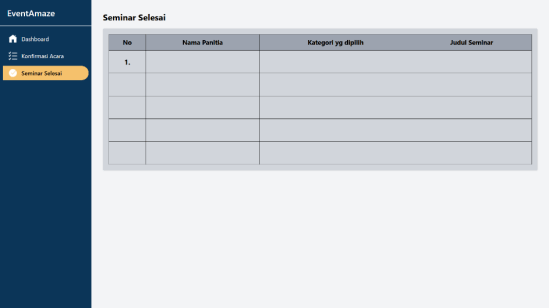 EventAmaze
Dashboard
Konfirmasi Acara
Seminar Selesai
Seminar Selesai
No Nama Panitia Kategori yg dipilih Judul Seminar
1.